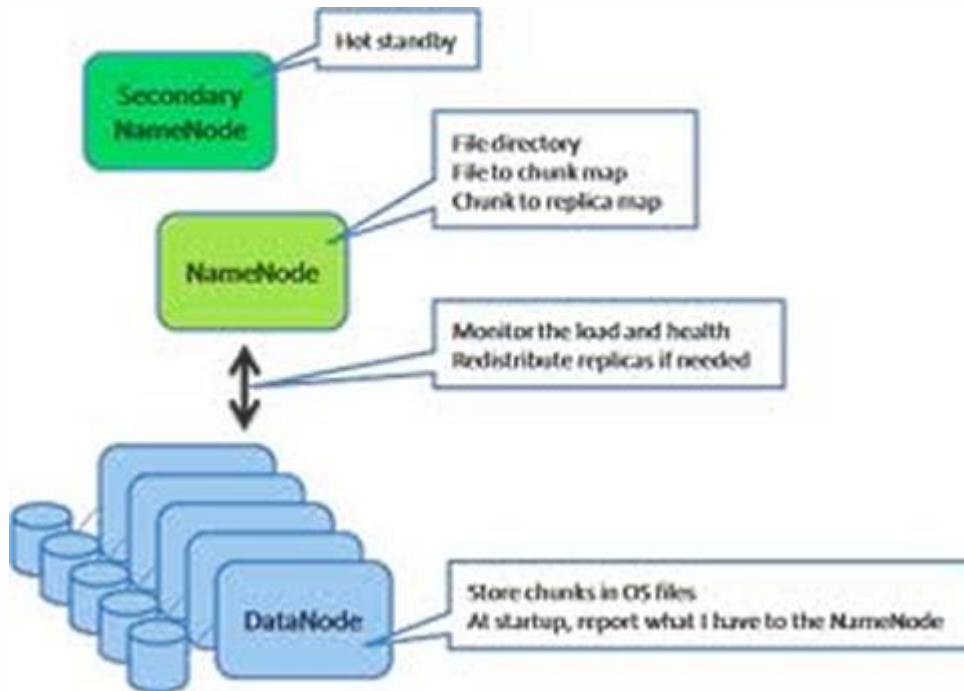 Hot standby
Secondary
NameNode
File directory
File to chunk map
Chunk to replica map
NameNode
Monitor the load and health
Redistribute replicas if needed
Store chunks in OS files
At startup, report what I have to the NameNode
DataNode